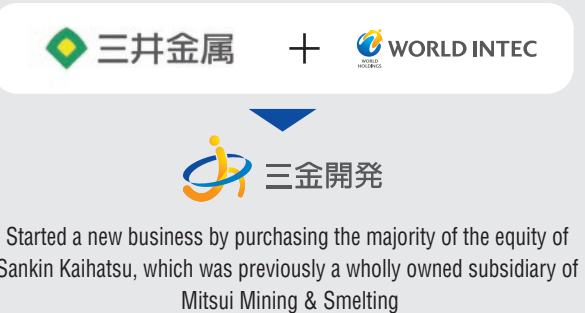 三井金属 + WORLD INTEC
WORLD
HOLDINGS
三金開発
Started a new business by purchasing the majority of the equity of
Sankin Kaihatsu, which was previously a wholly owned subsidiary of
Mitsui Mining & Smelting